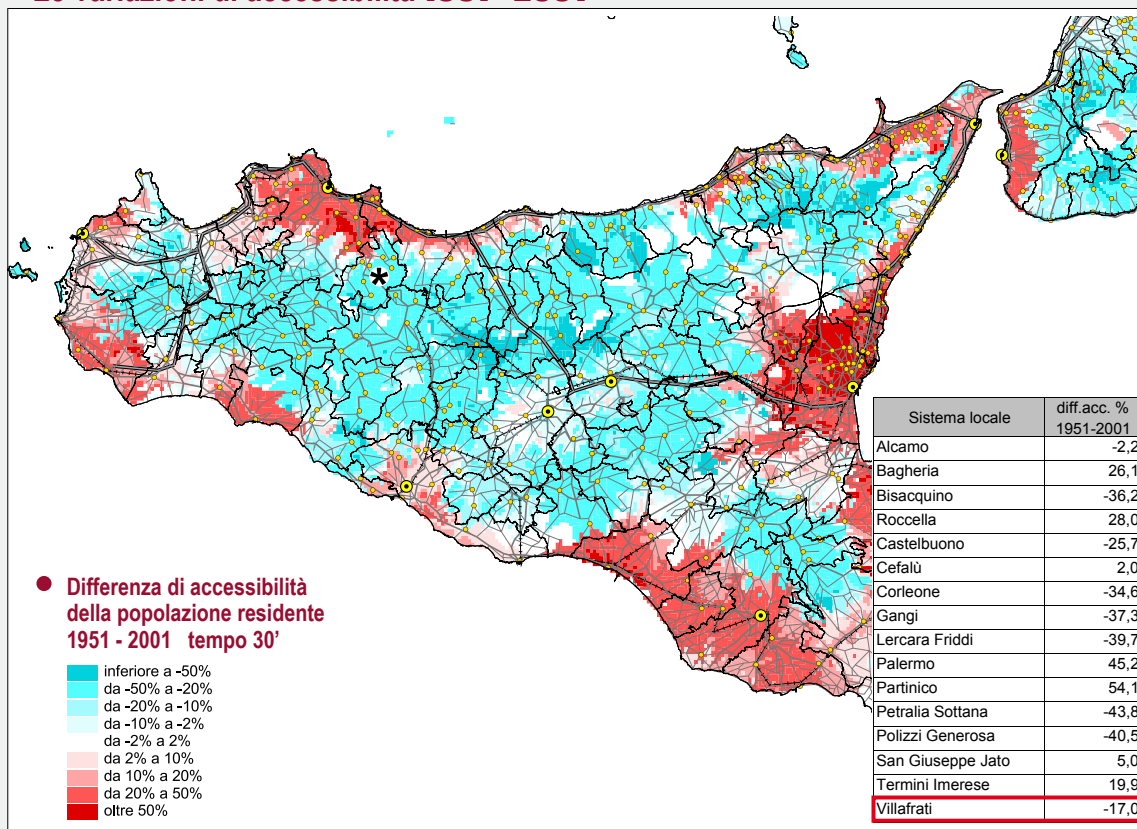 Differenza di accessibilità
della popolazione residente
1951 - 2001 tempo 30’
inferiore a -50%
da -50% a -20%
da -20% a -10%
da -10% a -2%
da -2% a 2%
da 2% a 10%
da 10% a 20%
da 20% a 50%
oltre 50%
Sistema locale diff.acc. % 1951-2001
Alcamo -2,2
Bagheria 26,1
Bisacquino -36,2
Roccella 28,0
Castelbuono -25,7
Cefalù 2,0
Corleone -34,6
Gangi -37,3
Lercara Friddi -39,7
Palermo 45,2
Partinico 54,1
Petralia Sottana -43,8
Polizzi Generosa -40,5
San Giuseppe Jato 5,0
Termini Imerese 19,9
Villafrati -17,0